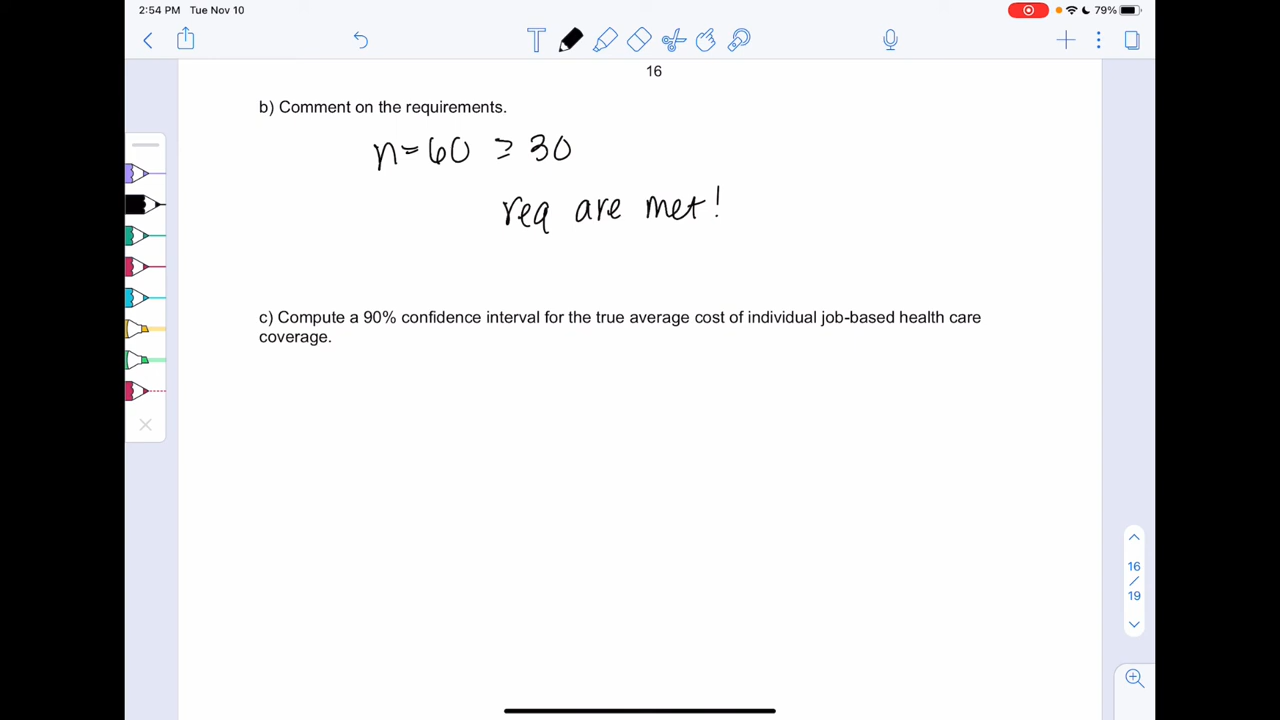 2:54 PM Tue Nov 10
79%
T
16
b) Comment on the requirements.
n=60 ≥ 30
req are met!
c) Compute a 90% confidence interval for the true average cost of individual job-based health care
coverage.
16
/
19